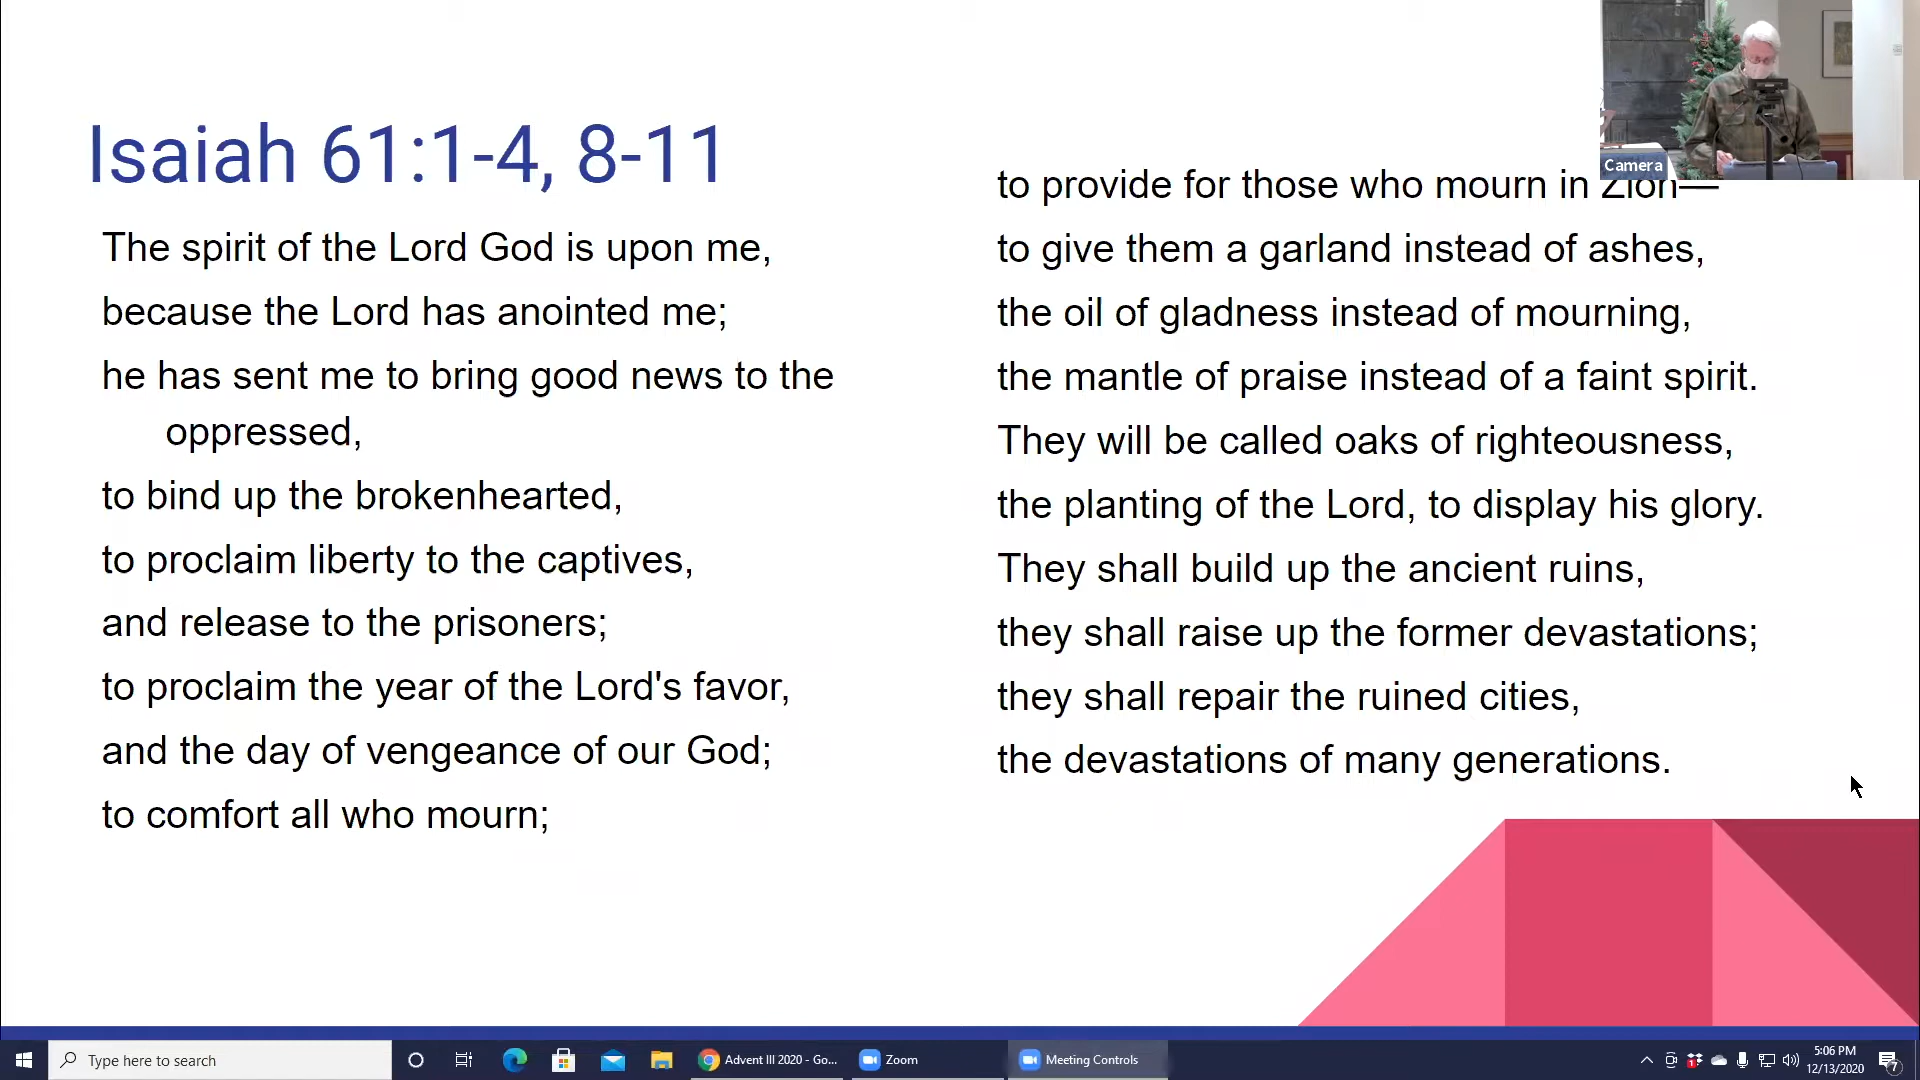 Isaiah 61:1-4, 8-11
The spirit of the Lord God is upon me,
because the Lord has anointed me;
he has sent me to bring good news to the
oppressed,
to bind up the brokenhearted,
to proclaim liberty to the captives,
and release to the prisoners;
to proclaim the year of the Lord's favor,
and the day of vengeance of our God;
to comfort all who mourn;
to provide for those who mourn in Zion—
to give them a garland instead of ashes,
the oil of gladness instead of mourning,
the mantle of praise instead of a faint spirit.
They will be called oaks of righteousness,
the planting of the Lord, to display his glory.
They shall build up the ancient ruins,
they shall raise up the former devastations;
they shall repair the ruined cities,
the devastations of many generations.
Camera
Type here to search
Advent III 2020 - Go...
Zoom
Meeting Controls
5:06 PM
12/13/2020
7